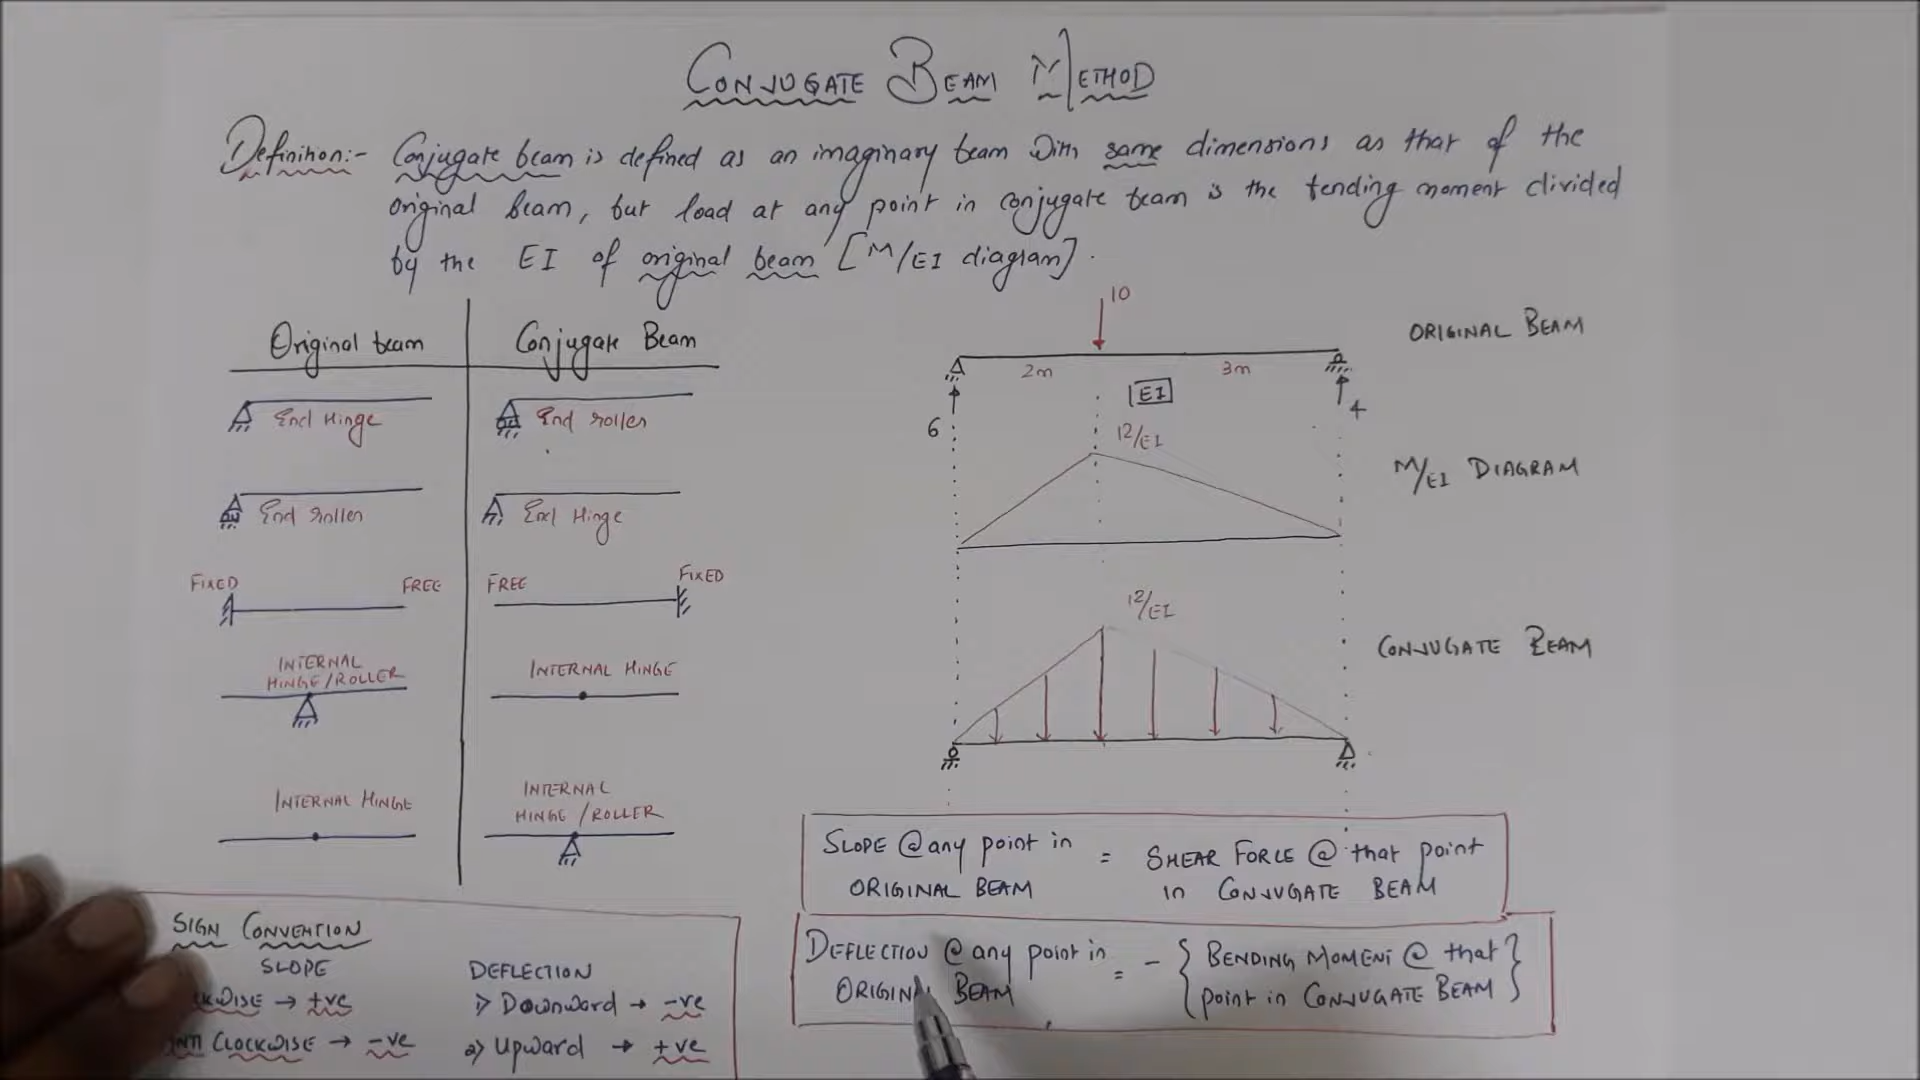 CONJUGATE BEAM METHOD
Definition:- Conjugate beam is defined as an imaginary beam with same dimensions as that of the
original beam, but load at any point in conjugate beam is the bending moment divided
by the EI of original beam [M/EI diagram].
Original beam
Conjugate Beam
End Hinge
End roller
End roller
End Hinge
FIXED
FREE
FREE
FIXED
INTERNAL
HINGE/ROLLER
INTERNAL HINGE
INTERNAL HINGE
INTERNAL
HINGE/ROLLER
SIGN CONVENTION
SLOPE
CKWISE → +ve
NTI CLOCKWISE → -ve
DEFLECTION
1) Downward → -ve
2) Upward → +ve
10
ORIGINAL BEAM
2m
3m
EI
6
4
12/EI
M/EI DIAGRAM
12/EI
CONJUGATE BEAM
SLOPE @ any point in
ORIGINAL BEAM
=
SHEAR FORCE @ that point
in CONJUGATE BEAM
DEFLECTION @ any point in
ORIGINAL BEAM
= -
{ BENDING MOMENT @ that
point in CONJUGATE BEAM }